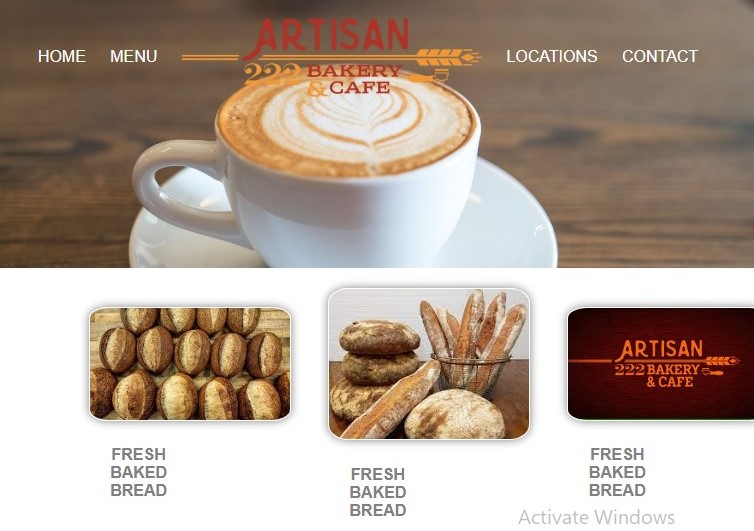 HOME MENU LOCATIONS CONTACT
ARTISAN
222 BAKERY
& CAFE
ARTISAN
222 BAKERY
& CAFE
FRESH
BAKED
BREAD
FRESH
BAKED
BREAD
FRESH
BAKED
BREAD
Activate Windows